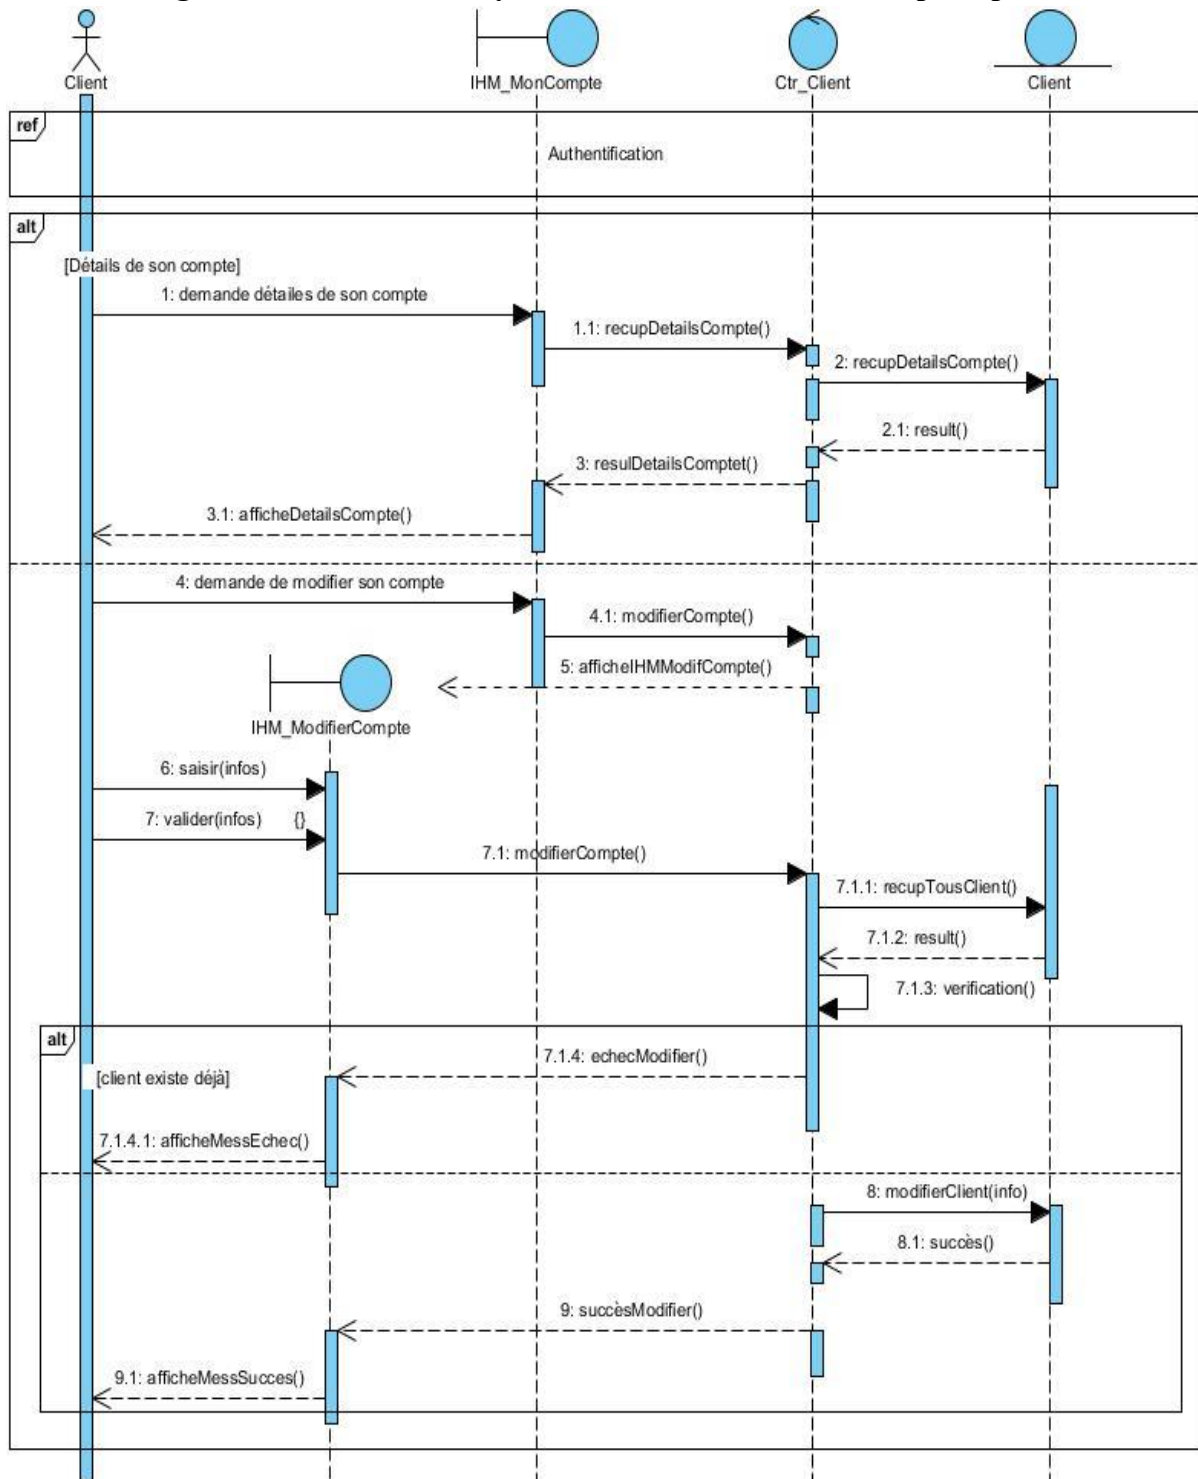 Client
IHM_MonCompte
Ctr_Client
Client
ref
Authentification
alt
[Détails de son compte]
1: demande détailes de son compte
1.1: recupDetailsCompte()
2: recupDetailsCompte()
2.1: result()
3: resulDetailsComptet()
3.1: afficheDetailsCompte()
4: demande de modifier son compte
4.1: modifierCompte()
5: afficheIHMModifCompte()
IHM_ModifierCompte
6: saisir(infos)
7: valider(infos) {}
7.1: modifierCompte()
7.1.1: recupTousClient()
7.1.2: result()
7.1.3: verification()
alt
7.1.4: echecModifier()
[client existe déjà]
7.1.4.1: afficheMessEchec()
8: modifierClient(info)
8.1: succès()
9: succèsModifier()
9.1: afficheMessSucces()